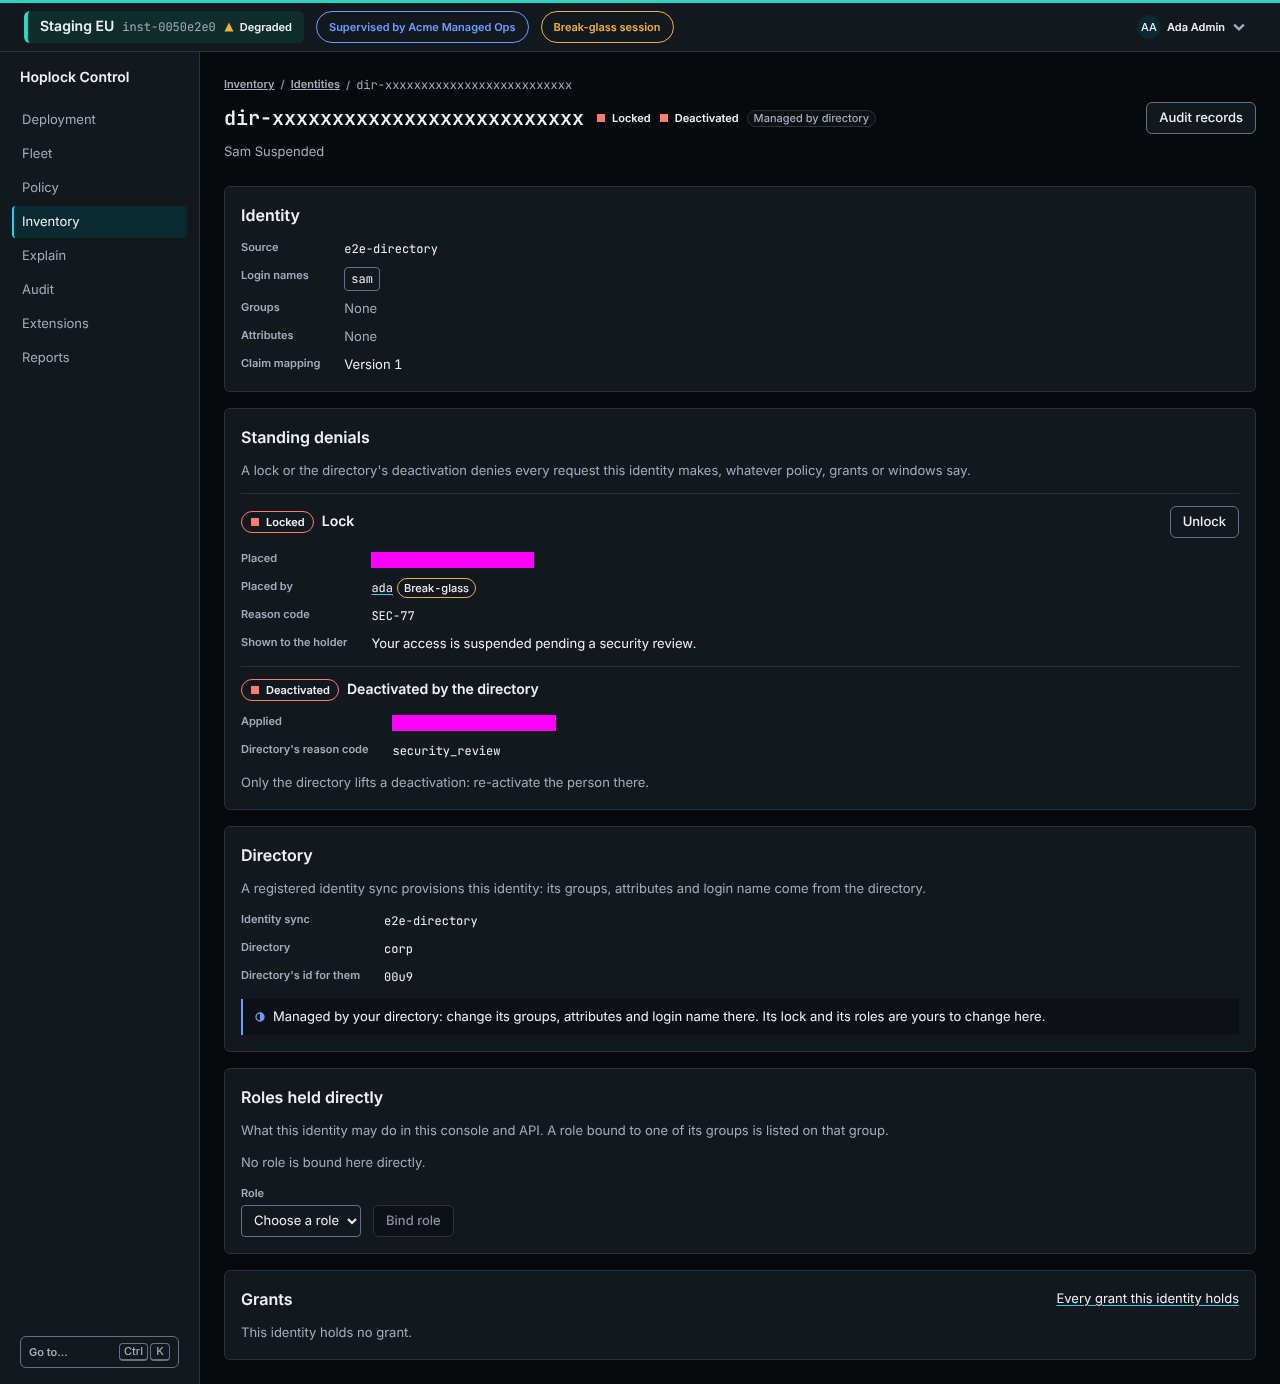 Staging EU inst-0050e2e0 Degraded
Supervised by Acme Managed Ops
Break-glass session
AA Ada Admin
Hoplock Control
Deployment
Fleet
Policy
Inventory
Explain
Audit
Extensions
Reports
Go to... Ctrl K
Inventory / Identities / dir-xxxxxxxxxxxxxxxxxxxxxxxxxx
dir-xxxxxxxxxxxxxxxxxxxxxxxxxx Locked Deactivated Managed by directory
Audit records
Sam Suspended
Identity
Source e2e-directory
Login names sam
Groups None
Attributes None
Claim mapping Version 1
Standing denials
A lock or the directory's deactivation denies every request this identity makes, whatever policy, grants or windows say.
Locked Lock
Unlock
Placed
Placed by ada Break-glass
Reason code SEC-77
Shown to the holder Your access is suspended pending a security review.
Deactivated Deactivated by the directory
Applied
Directory's reason code security_review
Only the directory lifts a deactivation: re-activate the person there.
Directory
A registered identity sync provisions this identity: its groups, attributes and login name come from the directory.
Identity sync e2e-directory
Directory corp
Directory's id for them 00u9
Managed by your directory: change its groups, attributes and login name there. Its lock and its roles are yours to change here.
Roles held directly
What this identity may do in this console and API. A role bound to one of its groups is listed on that group.
No role is bound here directly.
Role
Choose a role Bind role
Grants
Every grant this identity holds
This identity holds no grant.